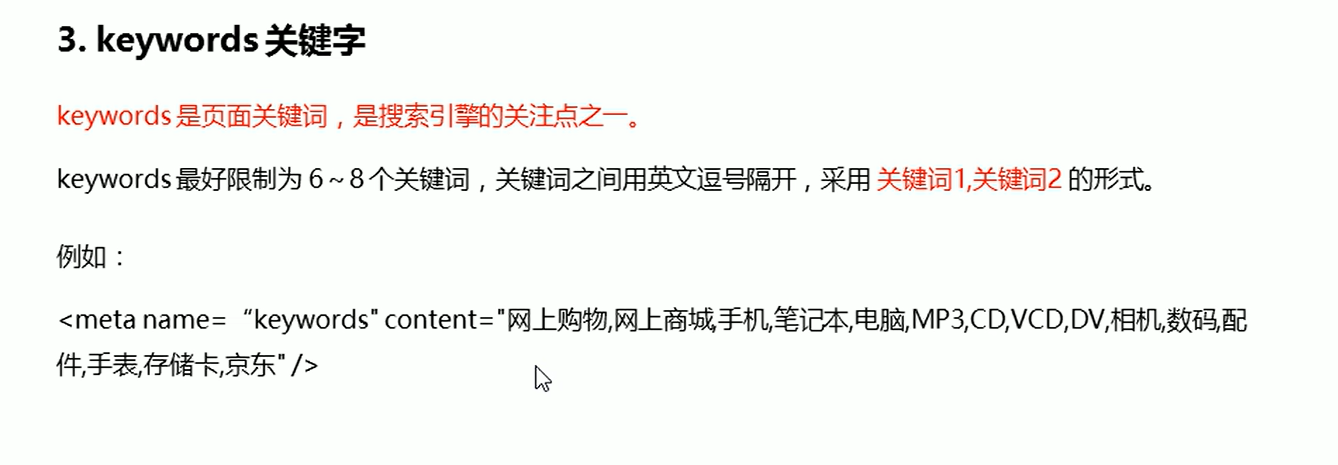 3. keywords 关键字
keywords 是页面关键词，是搜索引擎的关注点之一。
keywords 最好限制为 6～8 个关键词，关键词之间用英文逗号隔开，采用 关键词1,关键词2 的形式。
例如：
<meta name= “keywords" content="网上购物,网上商城,手机,笔记本,电脑,MP3,CD,VCD,DV,相机,数码,配
件,手表,存储卡,京东" />